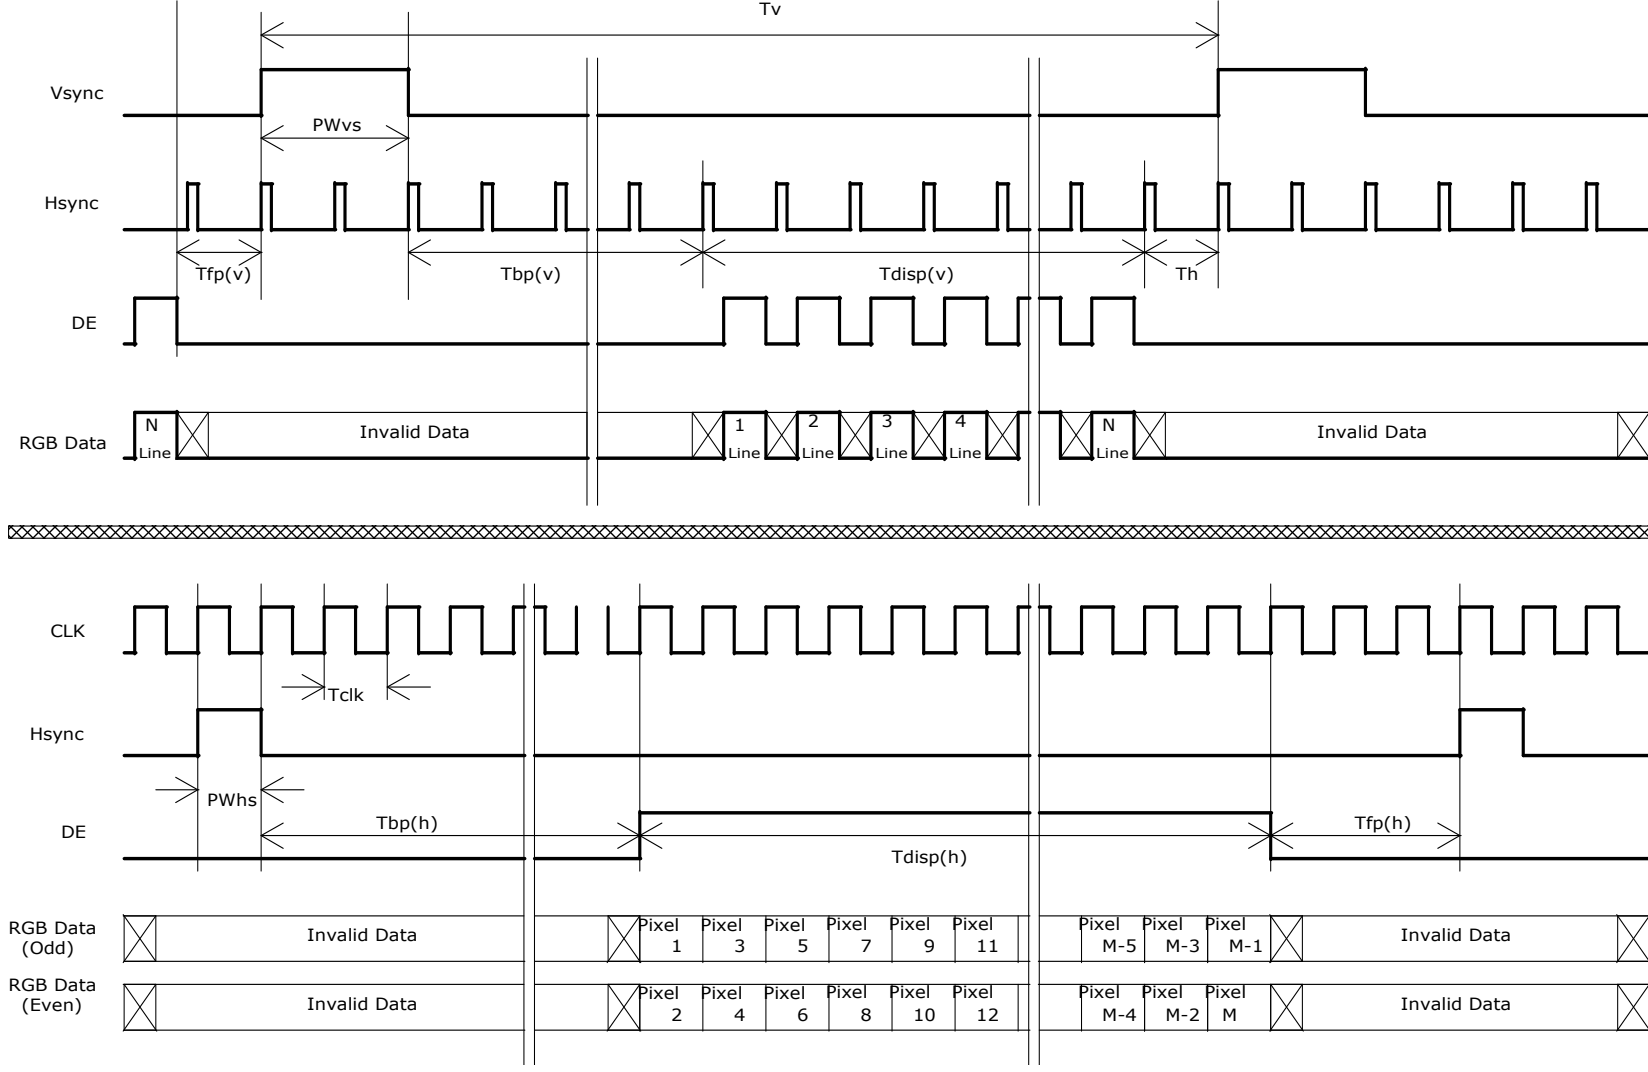 Tv
Vsync
PWvs
Hsync
Tfp(v) Tbp(v) Tdisp(v) Th
DE
RGB Data
N Line
Invalid Data
1 Line
2 Line
3 Line
4 Line
N Line
Invalid Data
CLK
Tclk
Hsync
PWhs
DE
Tbp(h)
Tdisp(h)
Tfp(h)
RGB Data
(Odd)
Invalid Data
Pixel 1
Pixel 3
Pixel 5
Pixel 7
Pixel 9
Pixel 11
Pixel M-5
Pixel M-3
Pixel M-1
Invalid Data
RGB Data
(Even)
Invalid Data
Pixel 2
Pixel 4
Pixel 6
Pixel 8
Pixel 10
Pixel 12
Pixel M-4
Pixel M-2
Pixel M
Invalid Data